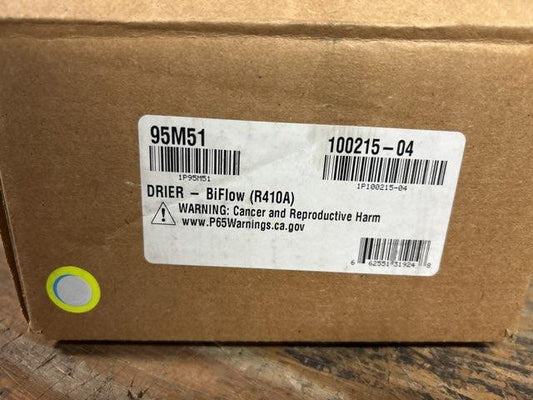 95M51
100215-04
1P95M51
1P100215-04
DRIER - BiFlow (R410A)
WARNING: Cancer and Reproductive Harm
www.P65Warnings.ca.gov
6 62551 31924 8